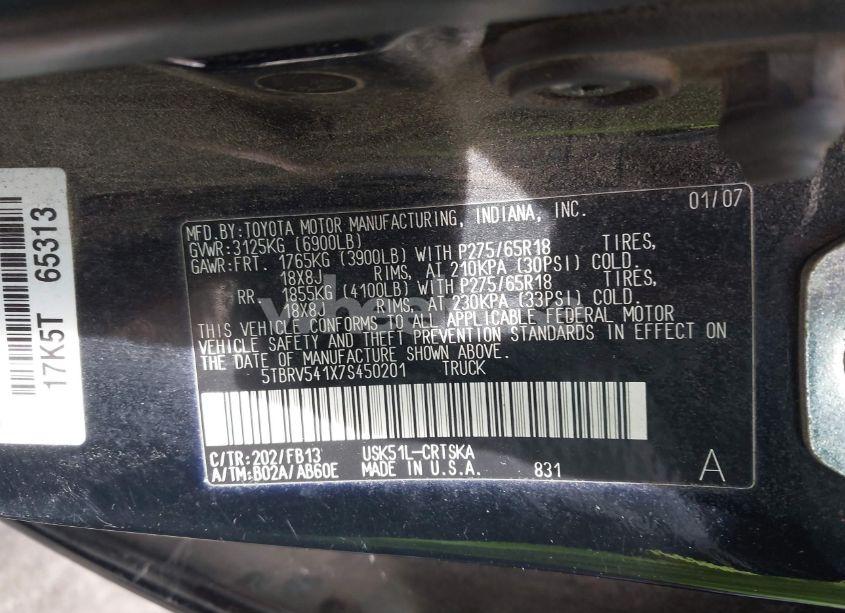 17K5T 65313
01/07
MFD.BY:TOYOTA MOTOR MANUFACTURING, INDIANA, INC.
GVWR:3125KG (6900LB)
GAWR:FRT. 1765KG (3900LB) WITH P275/65R18 TIRES,
18X8J RIMS, AT 210KPA (30PSI) COLD.
RR. 1855KG (4100LB) WITH P275/65R18 TIRES,
18X8J RIMS, AT 230KPA (33PSI) COLD.
THIS VEHICLE CONFORMS TO ALL APPLICABLE FEDERAL MOTOR
VEHICLE SAFETY AND THEFT PREVENTION STANDARDS IN EFFECT ON
THE DATE OF MANUFACTURE SHOWN ABOVE.
5TBRV541X7S450201 TRUCK
C/TR:202/FB13 USK51L-CRTSKA
A/TM:B02A/AB60E MADE IN U.S.A. 831 A